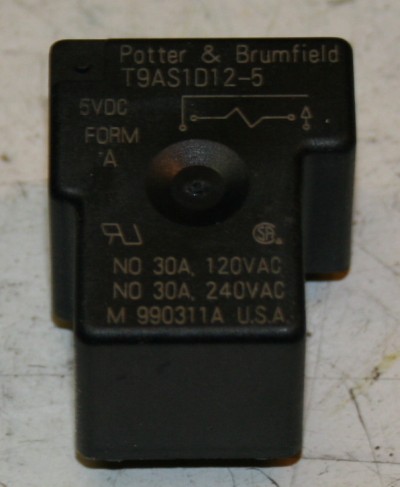 Potter & Brumfield
T9AS1D12-5
5VDC
FORM
A
NO 30A, 120VAC
NO 30A, 240VAC
M 990311A U.S.A.